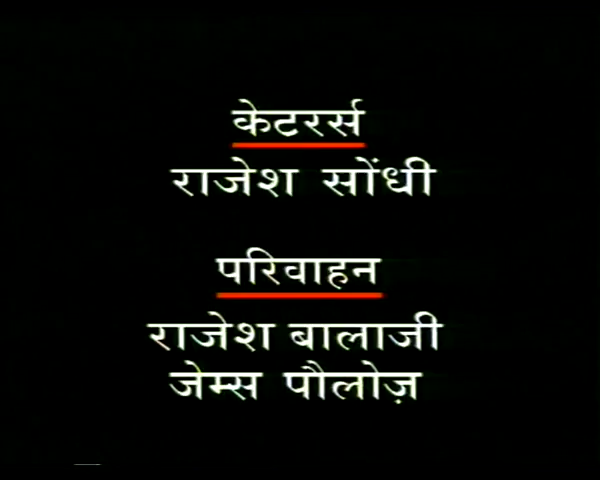 केटरर्स
राजेश सोंधी
परिवाहन
राजेश बालाजी
जेम्स पौलोज़